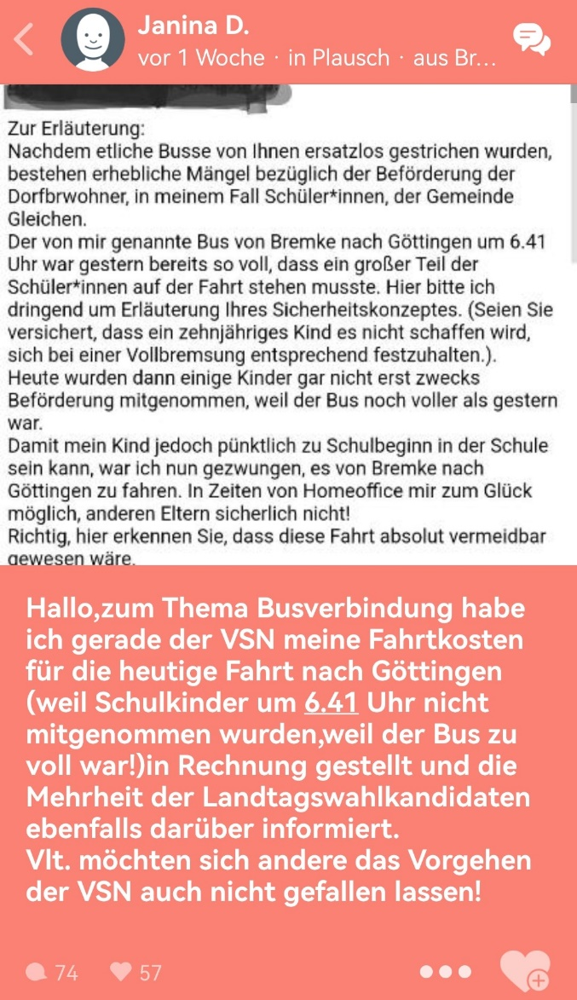 Janina D.
vor 1 Woche · in Plausch · aus Br...
Zur Erläuterung:
Nachdem etliche Busse von Ihnen ersatzlos gestrichen wurden,
bestehen erhebliche Mängel bezüglich der Beförderung der
Dorfbrwohner, in meinem Fall Schüler*innen, der Gemeinde
Gleichen.
Der von mir genannte Bus von Bremke nach Göttingen um 6.41
Uhr war gestern bereits so voll, dass ein großer Teil der
Schüler*innen auf der Fahrt stehen musste. Hier bitte ich
dringend um Erläuterung Ihres Sicherheitskonzeptes. (Seien Sie
versichert, dass ein zehnjähriges Kind es nicht schaffen wird,
sich bei einer Vollbremsung entsprechend festzuhalten.).
Heute wurden dann einige Kinder gar nicht erst zwecks
Beförderung mitgenommen, weil der Bus noch voller als gestern
war.
Damit mein Kind jedoch pünktlich zu Schulbeginn in der Schule
sein kann, war ich nun gezwungen, es von Bremke nach
Göttingen zu fahren. In Zeiten von Homeoffice mir zum Glück
möglich, anderen Eltern sicherlich nicht!
Richtig, hier erkennen Sie, dass diese Fahrt absolut vermeidbar
gewesen wäre.
Hallo,zum Thema Busverbindung habe
ich gerade der VSN meine Fahrtkosten
für die heutige Fahrt nach Göttingen
(weil Schulkinder um 6.41 Uhr nicht
mitgenommen wurden,weil der Bus zu
voll war!)in Rechnung gestellt und die
Mehrheit der Landtagswahlkandidaten
ebenfalls darüber informiert.
Vlt. möchten sich andere das Vorgehen
der VSN auch nicht gefallen lassen!
74 57